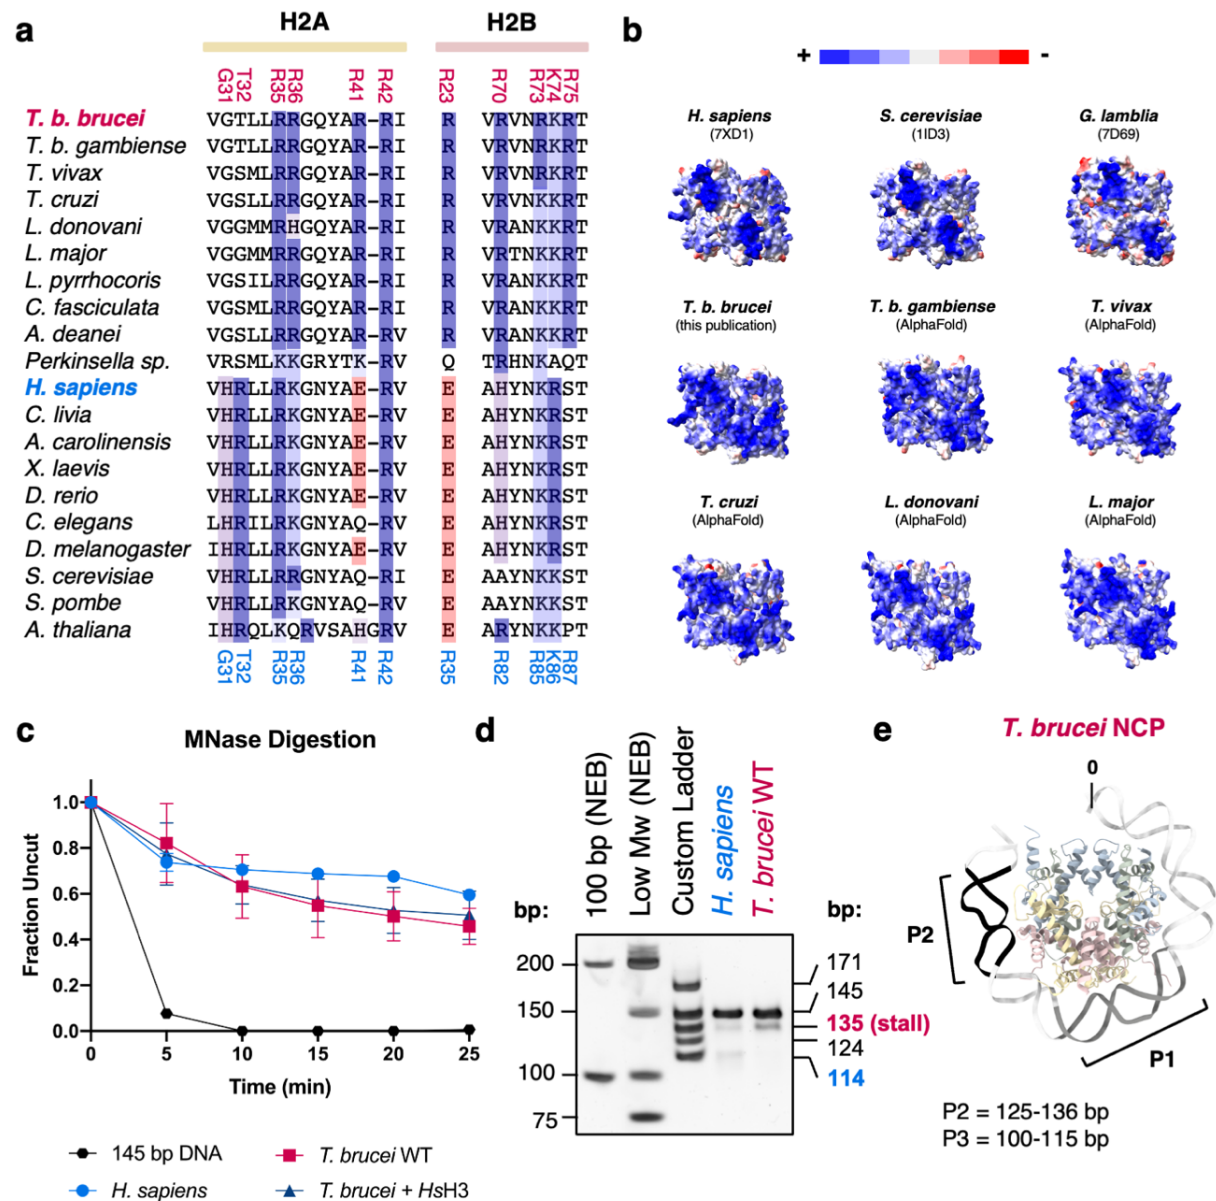 a
H2A
H2B
G31 T32 R35 R36 R41 R42 R23 R70 R73 K74 R75
T. b. brucei VGTLLRRGQYAR-RI R VRVNRKRT
T. b. gambiense VGTLLRRGQYAR-RI R VRVNRKRT
T. vivax VGSMLRRGQYAR-RI R VRVNRKRT
T. cruzi VGSLLRRGQYAR-RI R VRVNKKRT
L. donovani VGGMMRHGQYAR-RI R VRANKKRT
L. major VGGMMRRGQYAR-RI R VRTNKKRT
L. pyrrhocoris VGSILRRGQYAR-RI R VRANKKRT
C. fasciculata VGSLLRRGQYAR-RI R VRANKKRT
A. deanei VGSLLRRGQYAR-RV R VRANKKRT
Perkinsella sp. VRSMLKKGRYTK-RV Q TRHNKAQT
H. sapiens VHRLLRKGNYAE-RV E AHYNKRST
C. livia VHRLLRKGNYAE-RV E AHYNKRST
A. carolinensis VHRLLRKGNYAE-RV E AHYNKRST
X. laevis VHRLLRKGNYAE-RV E AHYNKRST
D. rerio VHRLLRKGNYAE-RV E AHYNKRST
C. elegans LHRLLRKGNYAQ-RV E AHYNKRST
D. melanogaster IHRLLRKGNYAE-RV E AHYNKRST
S. cerevisiae VHRLLRRGNYAQ-RI E AAYNKKST
S. pombe VHRLLRKGNYAQ-RV E AAYNKKST
A. thaliana IHRQLKQRVSAHGRV E ARYNKKPT
G31 T32 R35 R36 R41 R42 R35 R82 R85 K86 R87
b
+ -
H. sapiens
(7XD1)
S. cerevisiae
(1ID3)
G. lamblia
(7D69)
T. b. brucei
(this publication)
T. b. gambiense
(AlphaFold)
T. vivax
(AlphaFold)
T. cruzi
(AlphaFold)
L. donovani
(AlphaFold)
L. major
(AlphaFold)
c
MNase Digestion
Fraction Uncut
1.0
0.8
0.6
0.4
0.2
0.0
0 5 10 15 20 25
Time (min)
145 bp DNA
T. brucei WT
H. sapiens
T. brucei + HsH3
d
100 bp (NEB)
Low Mw (NEB)
Custom Ladder
H. sapiens
T. brucei WT
bp:
bp:
200
150
100
75
171
145
135 (stall)
124
114
e
T. brucei NCP
0
P2
P1
P2 = 125-136 bp
P3 = 100-115 bp